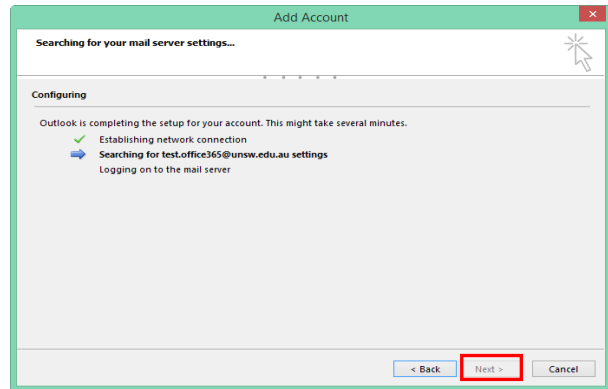 Add Account
Searching for your mail server settings...
Configuring
Outlook is completing the setup for your account. This might take several minutes.
Establishing network connection
Searching for test.office365@unsw.edu.au settings
Logging on to the mail server
< Back Next > Cancel